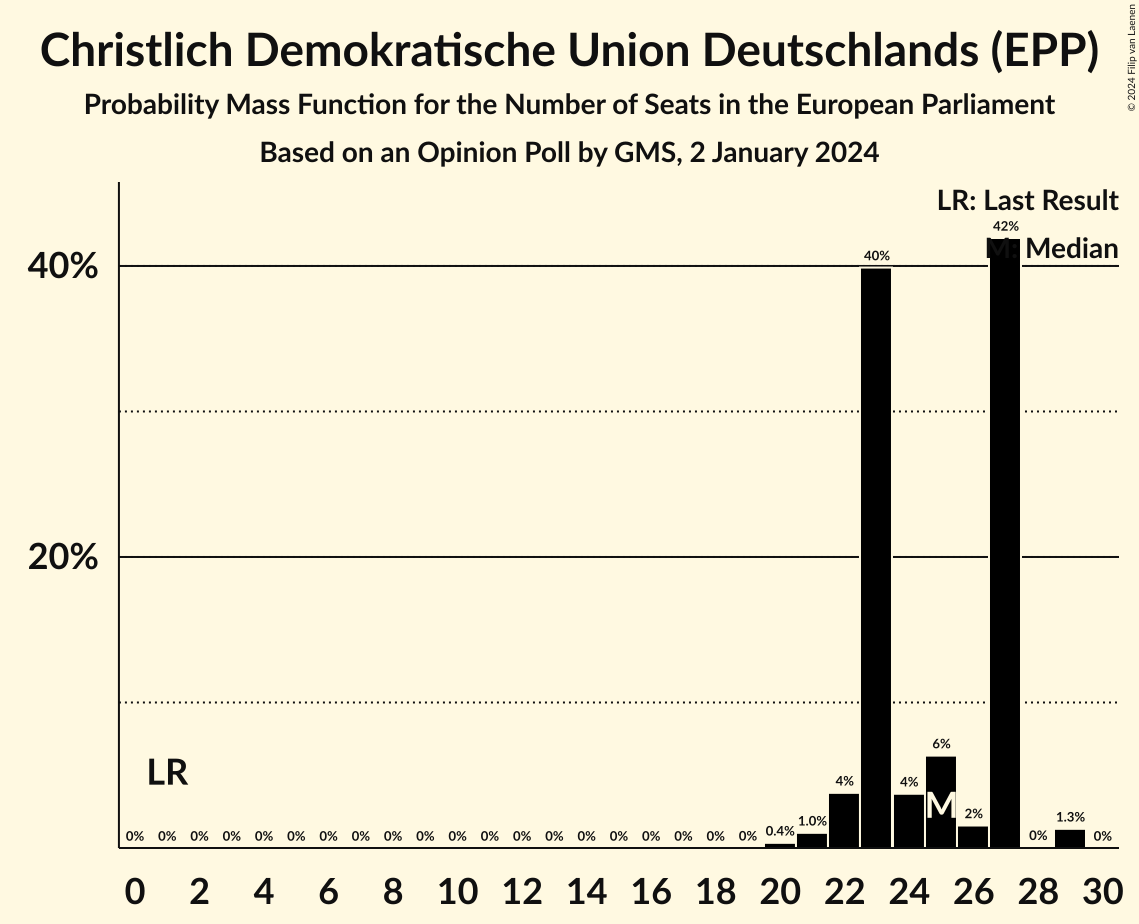 Christlich Demokratische Union Deutschlands (EPP)
Probability Mass Function for the Number of Seats in the European Parliament
Based on an Opinion Poll by GMS, 2 January 2024
© 2024 Filip van Laenen
LR: Last Result
M: Median
42%
40%
40%
20%
6%
4%
4%
LR
M
0% 0% 0% 0% 0% 0% 0% 0% 0% 0% 0% 0% 0% 0% 0% 0% 0% 0% 0% 0% 0.4% 1.0% 2% 0% 1.3% 0%
0 2 4 6 8 10 12 14 16 18 20 22 24 26 28 30